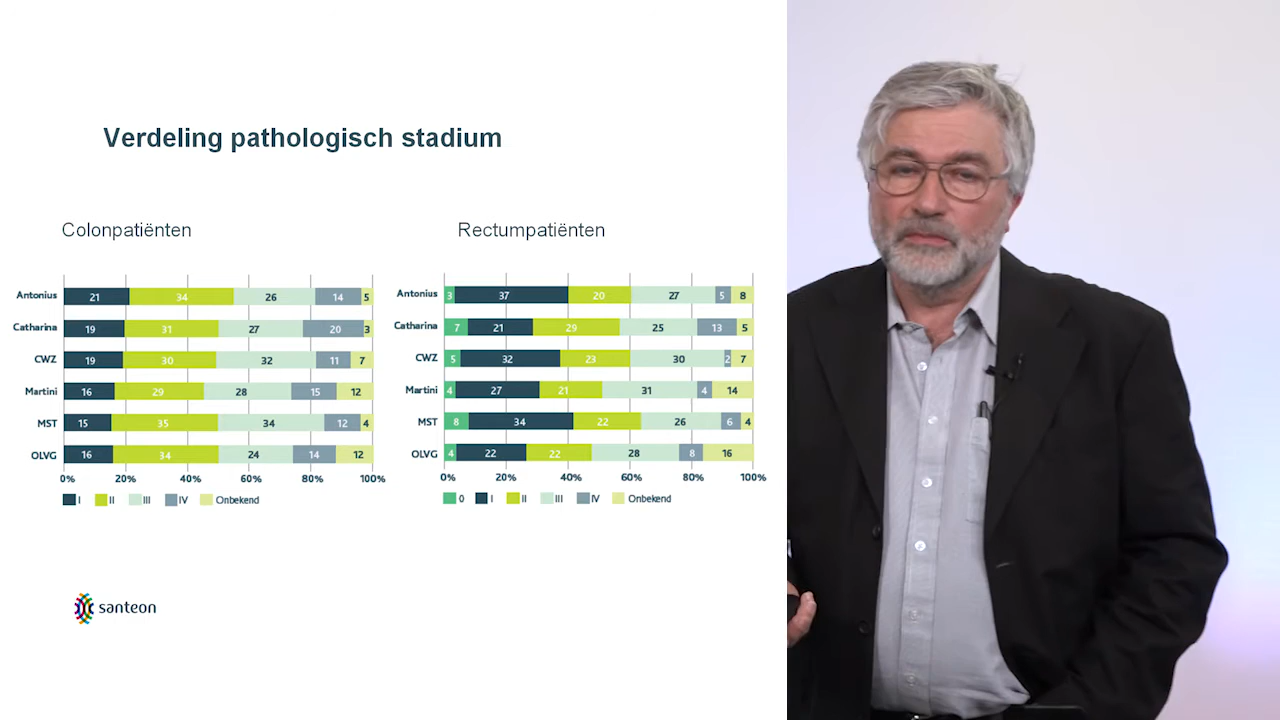 Verdeling pathologisch stadium
Colonpatiënten
Antonius 21 34 26 14 5
Catharina 19 31 27 20 3
CWZ 19 30 32 11 7
Martini 16 29 28 15 12
MST 15 35 34 12 4
OLVG 16 34 24 14 12
0% 20% 40% 60% 80% 100%
I II III IV Onbekend
Rectumpatiënten
Antonius 3 37 20 27 5 8
Catharina 7 21 29 25 13 5
CWZ 5 32 23 30 2 7
Martini 4 27 21 31 4 14
MST 8 34 22 26 6 4
OLVG 4 22 22 28 8 16
0% 20% 40% 60% 80% 100%
0 I II III IV Onbekend
santeon